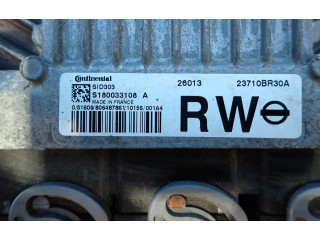 Continental
SID303
S180033108 A
MADE IN FRANCE
26013 23710BR30A
RW